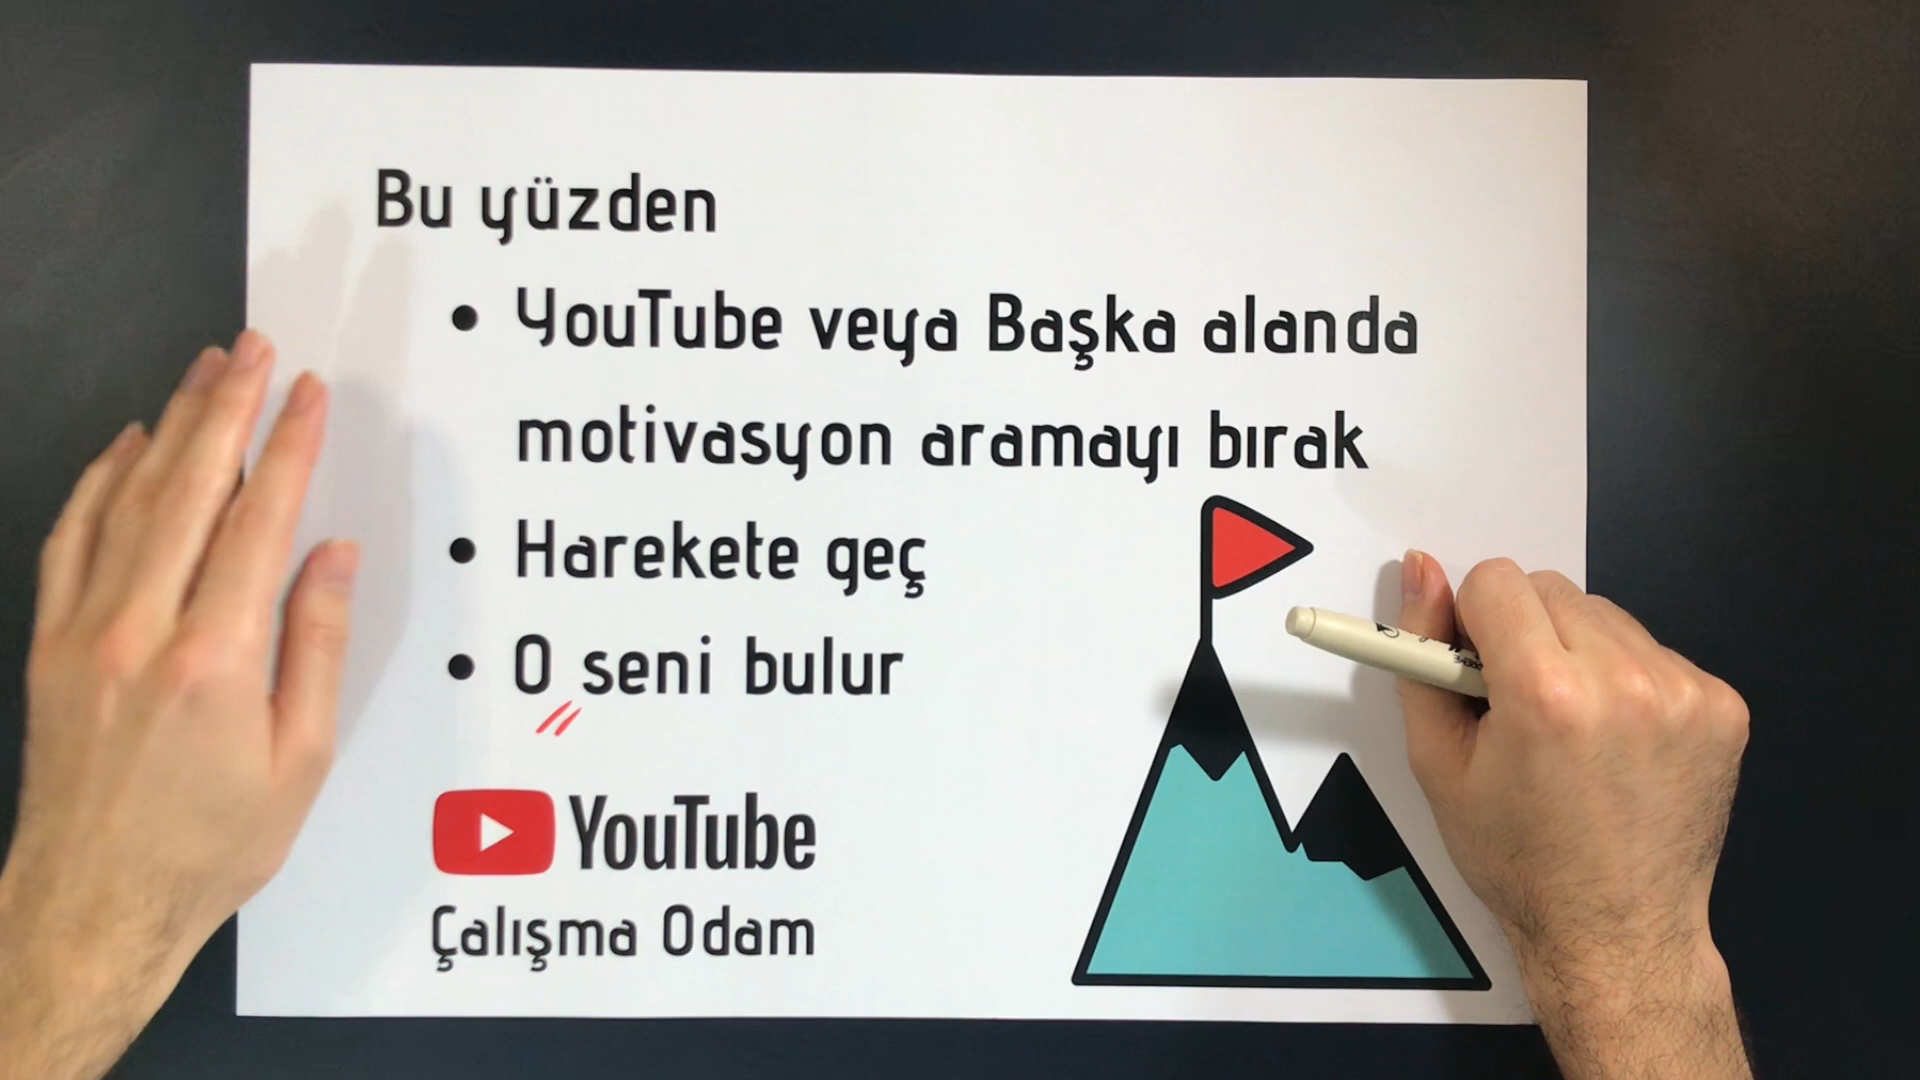 Bu yüzden
• YouTube veya Başka alanda
motivasyon aramayı bırak
• Harekete geç
• O seni bulur
YouTube
Çalışma Odam